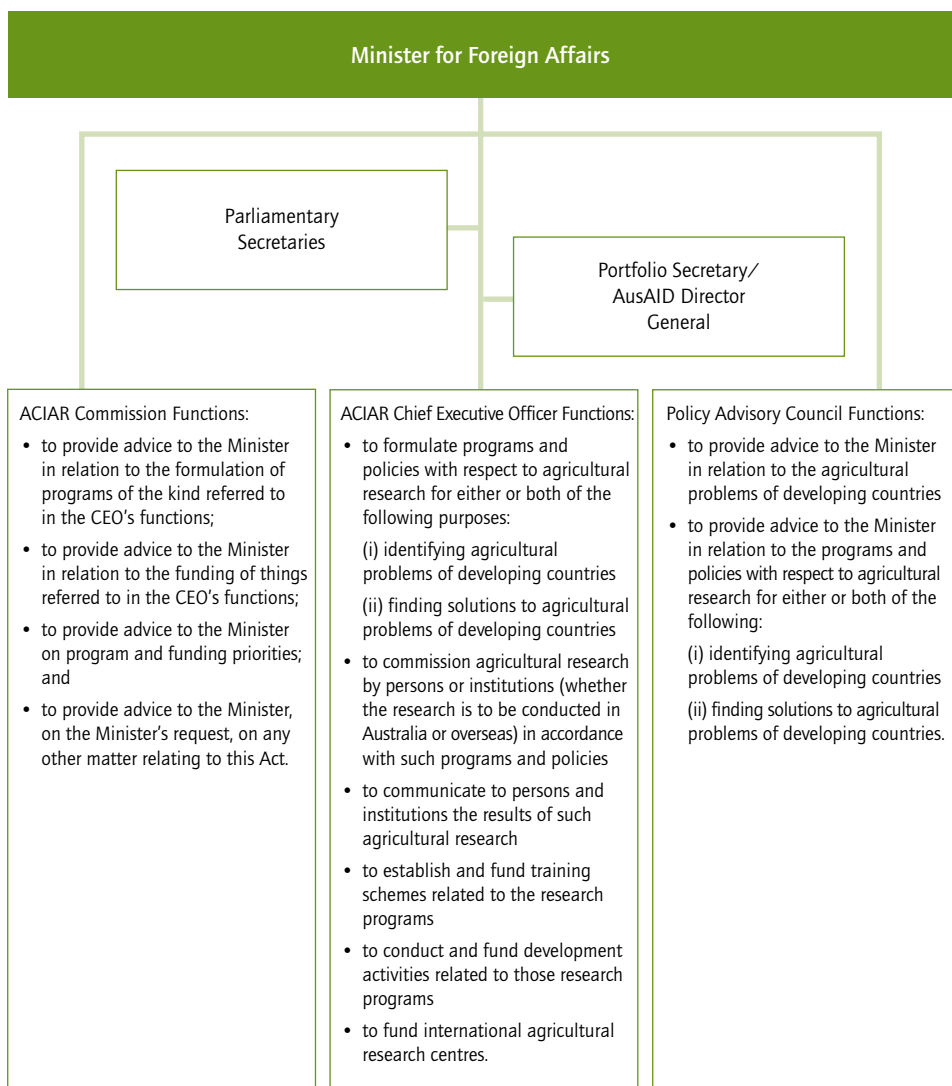 Minister for Foreign Affairs
Parliamentary
Secretaries
Portfolio Secretary/
AusAID Director
General
ACIAR Commission Functions:
• to provide advice to the Minister
in relation to the formulation of
programs of the kind referred to
in the CEO's functions;
• to provide advice to the Minister
in relation to the funding of things
referred to in the CEO's functions;
• to provide advice to the Minister
on program and funding priorities;
and
• to provide advice to the Minister,
on the Minister's request, on any
other matter relating to this Act.
ACIAR Chief Executive Officer Functions:
• to formulate programs and
policies with respect to agricultural
research for either or both of the
following purposes:
(i) identifying agricultural
problems of developing countries
(ii) finding solutions to agricultural
problems of developing countries
• to commission agricultural research
by persons or institutions (whether
the research is to be conducted in
Australia or overseas) in accordance
with such programs and policies
• to communicate to persons and
institutions the results of such
agricultural research
• to establish and fund training
schemes related to the research
programs
• to conduct and fund development
activities related to those research
programs
• to fund international agricultural
research centres.
Policy Advisory Council Functions:
• to provide advice to the Minister
in relation to the agricultural
problems of developing countries
• to provide advice to the Minister
in relation to the programs and
policies with respect to agricultural
research for either or both of the
following:
(i) identifying agricultural
problems of developing countries
(ii) finding solutions to agricultural
problems of developing countries.